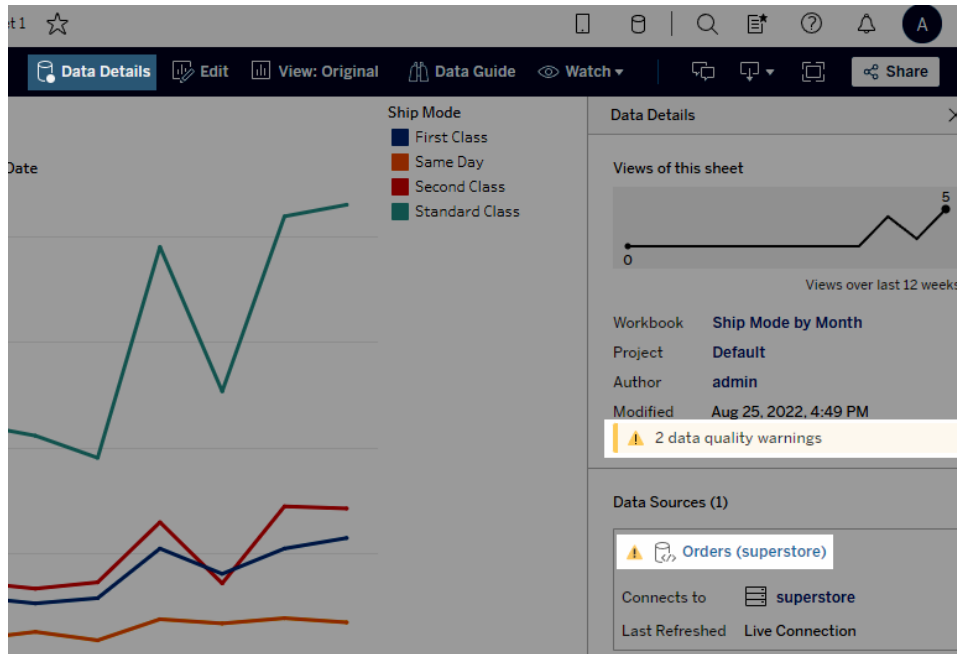 t 1
A
Data Details
Edit
View: Original
Data Guide
Watch
Share
Date
Ship Mode
First Class
Same Day
Second Class
Standard Class
Data Details
Views of this sheet
5
0
Views over last 12 weeks
Workbook Ship Mode by Month
Project Default
Author admin
Modified Aug 25, 2022, 4:49 PM
2 data quality warnings
Data Sources (1)
Orders (superstore)
Connects to superstore
Last Refreshed Live Connection